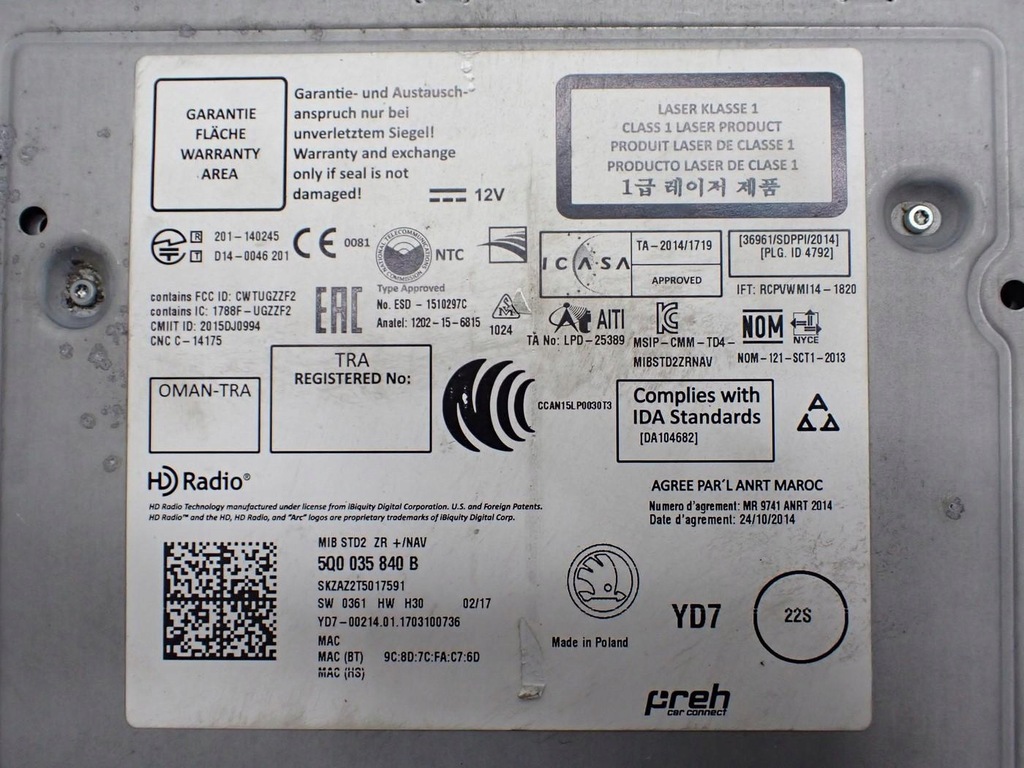 GARANTIE
FLÄCHE
WARRANTY
AREA
Garantie- und Austausch-
anspruch nur bei
unverletztem Siegel!
Warranty and exchange
only if seal is not
damaged!
12V
LASER KLASSE 1
CLASS 1 LASER PRODUCT
PRODUIT LASER DE CLASSE 1
PRODUCTO LASER DE CLASE 1
1급 레이저 제품
R 201-140245
T D14-0046 201
CE 0081
NATIONAL TELECOMMUNICATIONS COMMISSION
NTC
Type Approved
No. ESD - 1510297C
Anatel: 1202-15-6815
ICASA
TA-2014/1719
APPROVED
[36961/SDPPI/2014]
[PLG. ID 4792]
IFT: RCPVWMI14-1820
contains FCC ID: CWTUGZZF2
contains IC: 1788F-UGZZF2
CMIIT ID: 2015DJ0994
CNC C-14175
EAC
1024
AITI
TA No: LPD-25389
MSIP-CMM-TD4-
MIBSTD2ZRNAV
NOM
NYCE
NOM-121-SCT1-2013
OMAN-TRA
TRA
REGISTERED No:
CCAN15LP0030T3
Complies with
IDA Standards
[DA104682]
HD Radio®
HD Radio Technology manufactured under license from iBiquity Digital Corporation. U.S. and Foreign Patents.
HD Radio™ and the HD, HD Radio, and "Arc" logos are proprietary trademarks of iBiquity Digital Corp.
AGREE PAR'L ANRT MAROC
Numero d'agrement: MR 9741 ANRT 2014
Date d'agrement: 24/10/2014
MIB STD2 ZR +/NAV
5Q0 035 840 B
SKZAZ2T5017591
SW 0361 HW H30 02/17
YD7-00214.01.1703100736
MAC
MAC (BT) 9C:8D:7C:FA:C7:6D
MAC (HS)
Made in Poland
YD7
22S
preh
car connect